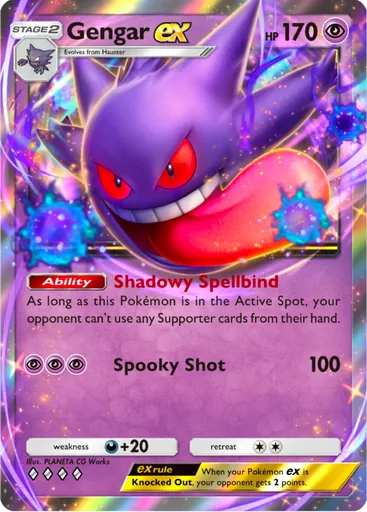 STAGE 2 Gengar ex HP 170
Evolves from Haunter
Ability Shadowy Spellbind
As long as this Pokémon is in the Active Spot, your
opponent can't use any Supporter cards from their hand.
Spooky Shot 100
weakness +20 retreat
Illus. PLANETA CG Works
ex rule When your Pokémon ex is
Knocked Out, your opponent gets 2 points.